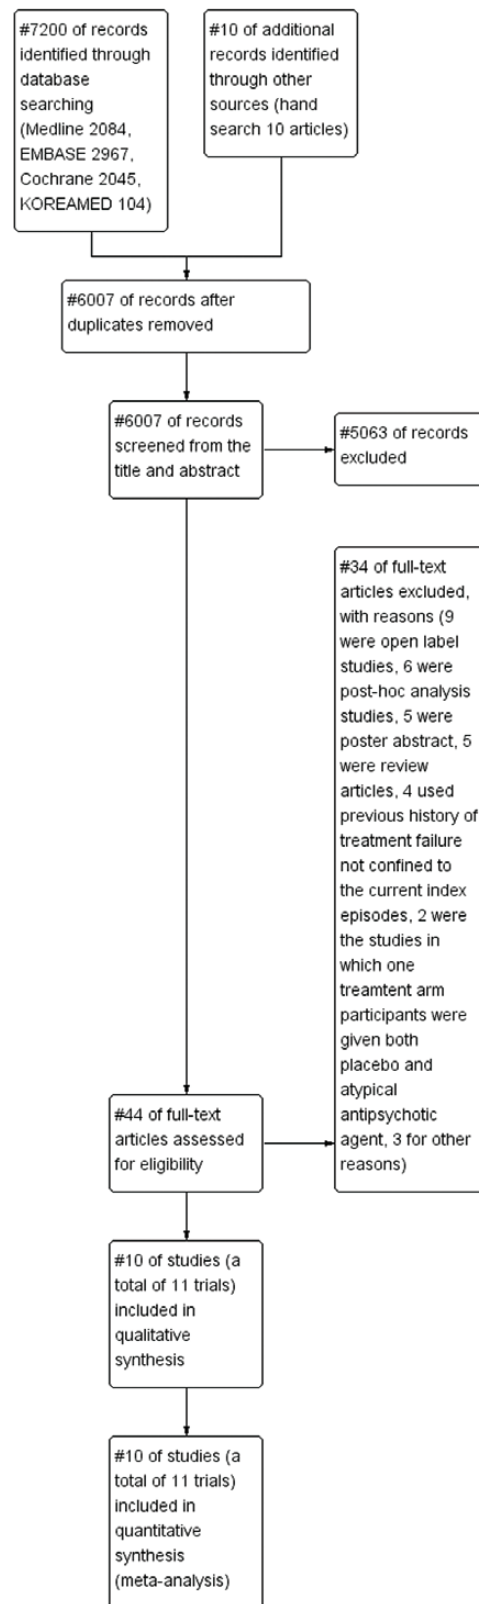 #7200 of records
identified through
database
searching
(Medline 2084,
EMBASE 2967,
Cochrane 2045,
KOREAMED 104)
#10 of additional
records identified
through other
sources (hand
search 10 articles)
#6007 of records after
duplicates removed
#6007 of records
screened from the
title and abstract
#5063 of records
excluded
#34 of full-text
articles excluded,
with reasons (9
were open label
studies, 6 were
post-hoc analysis
studies, 5 were
poster abstract, 5
were review
articles, 4 used
previous history of
treatment failure
not confined to
the current index
episodes, 2 were
the studies in
which one
treamtent arm
participants were
given both
placebo and
atypical
antipsychotic
agent, 3 for other
reasons)
#44 of full-text
articles assessed
for eligibility
#10 of studies (a
total of 11 trials)
included in
qualitative
synthesis
#10 of studies (a
total of 11 trials)
included in
quantitative
synthesis
(meta-analysis)